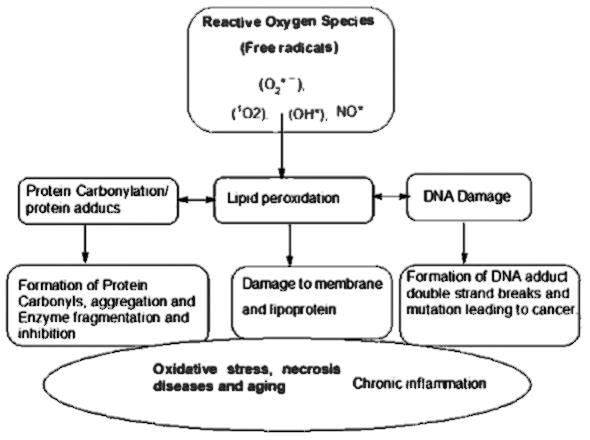 Reactive Oxygen Species
(Free radicals)
(O₂•⁻),
(¹O2). (OH•), NO•
Protein Carbonylation/
protein adducs
Lipid peroxidation
DNA Damage
Formation of Protein
Carbonyls, aggregation and
Enzyme fragmentation and
inhibition
Damage to membrane
and lipoprotein
Formation of DNA adduct
double strand breaks and
mutation leading to cancer.
Oxidative stress, necrosis
diseases and aging
Chronic inflammation